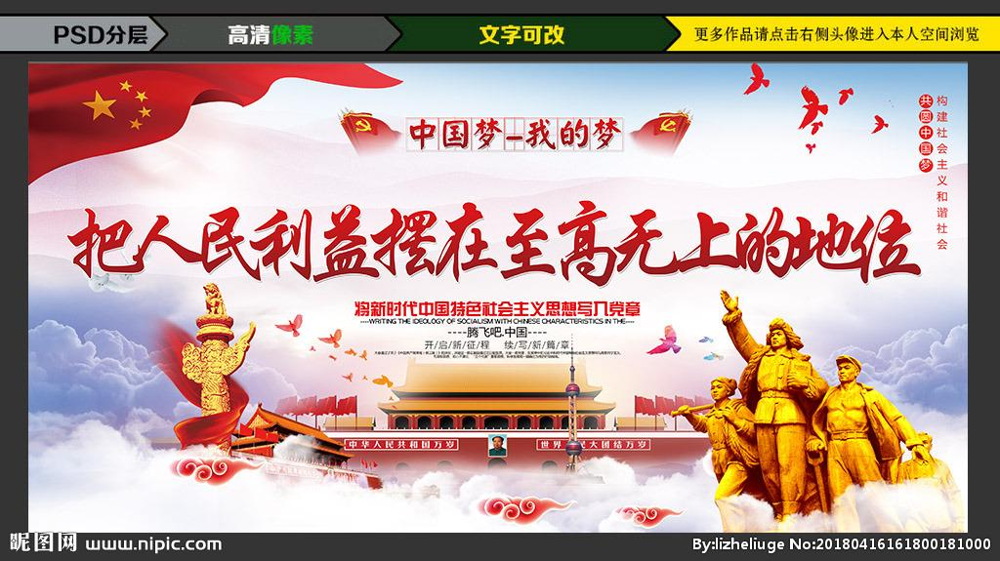 PSD分层
高清像素
文字可改
更多作品请点击右侧头像进入本人空间浏览
中国梦-我的梦
构建社会主义和谐社会
共圆中国梦
把人民利益摆在至高无上的地位
将新时代中国特色社会主义思想写入党章
----WRITING THE IDEOLOGY OF SOCIALISM WITH CHINESE CHARACTERISTICS IN THE----
----腾飞吧.中国----
开/启/新/征/程 续/写/新/篇/章
中华人民共和国万岁
世界 民大团结万岁
昵图网 www.nipic.com
By:lizheliuge No:20180416161800181000